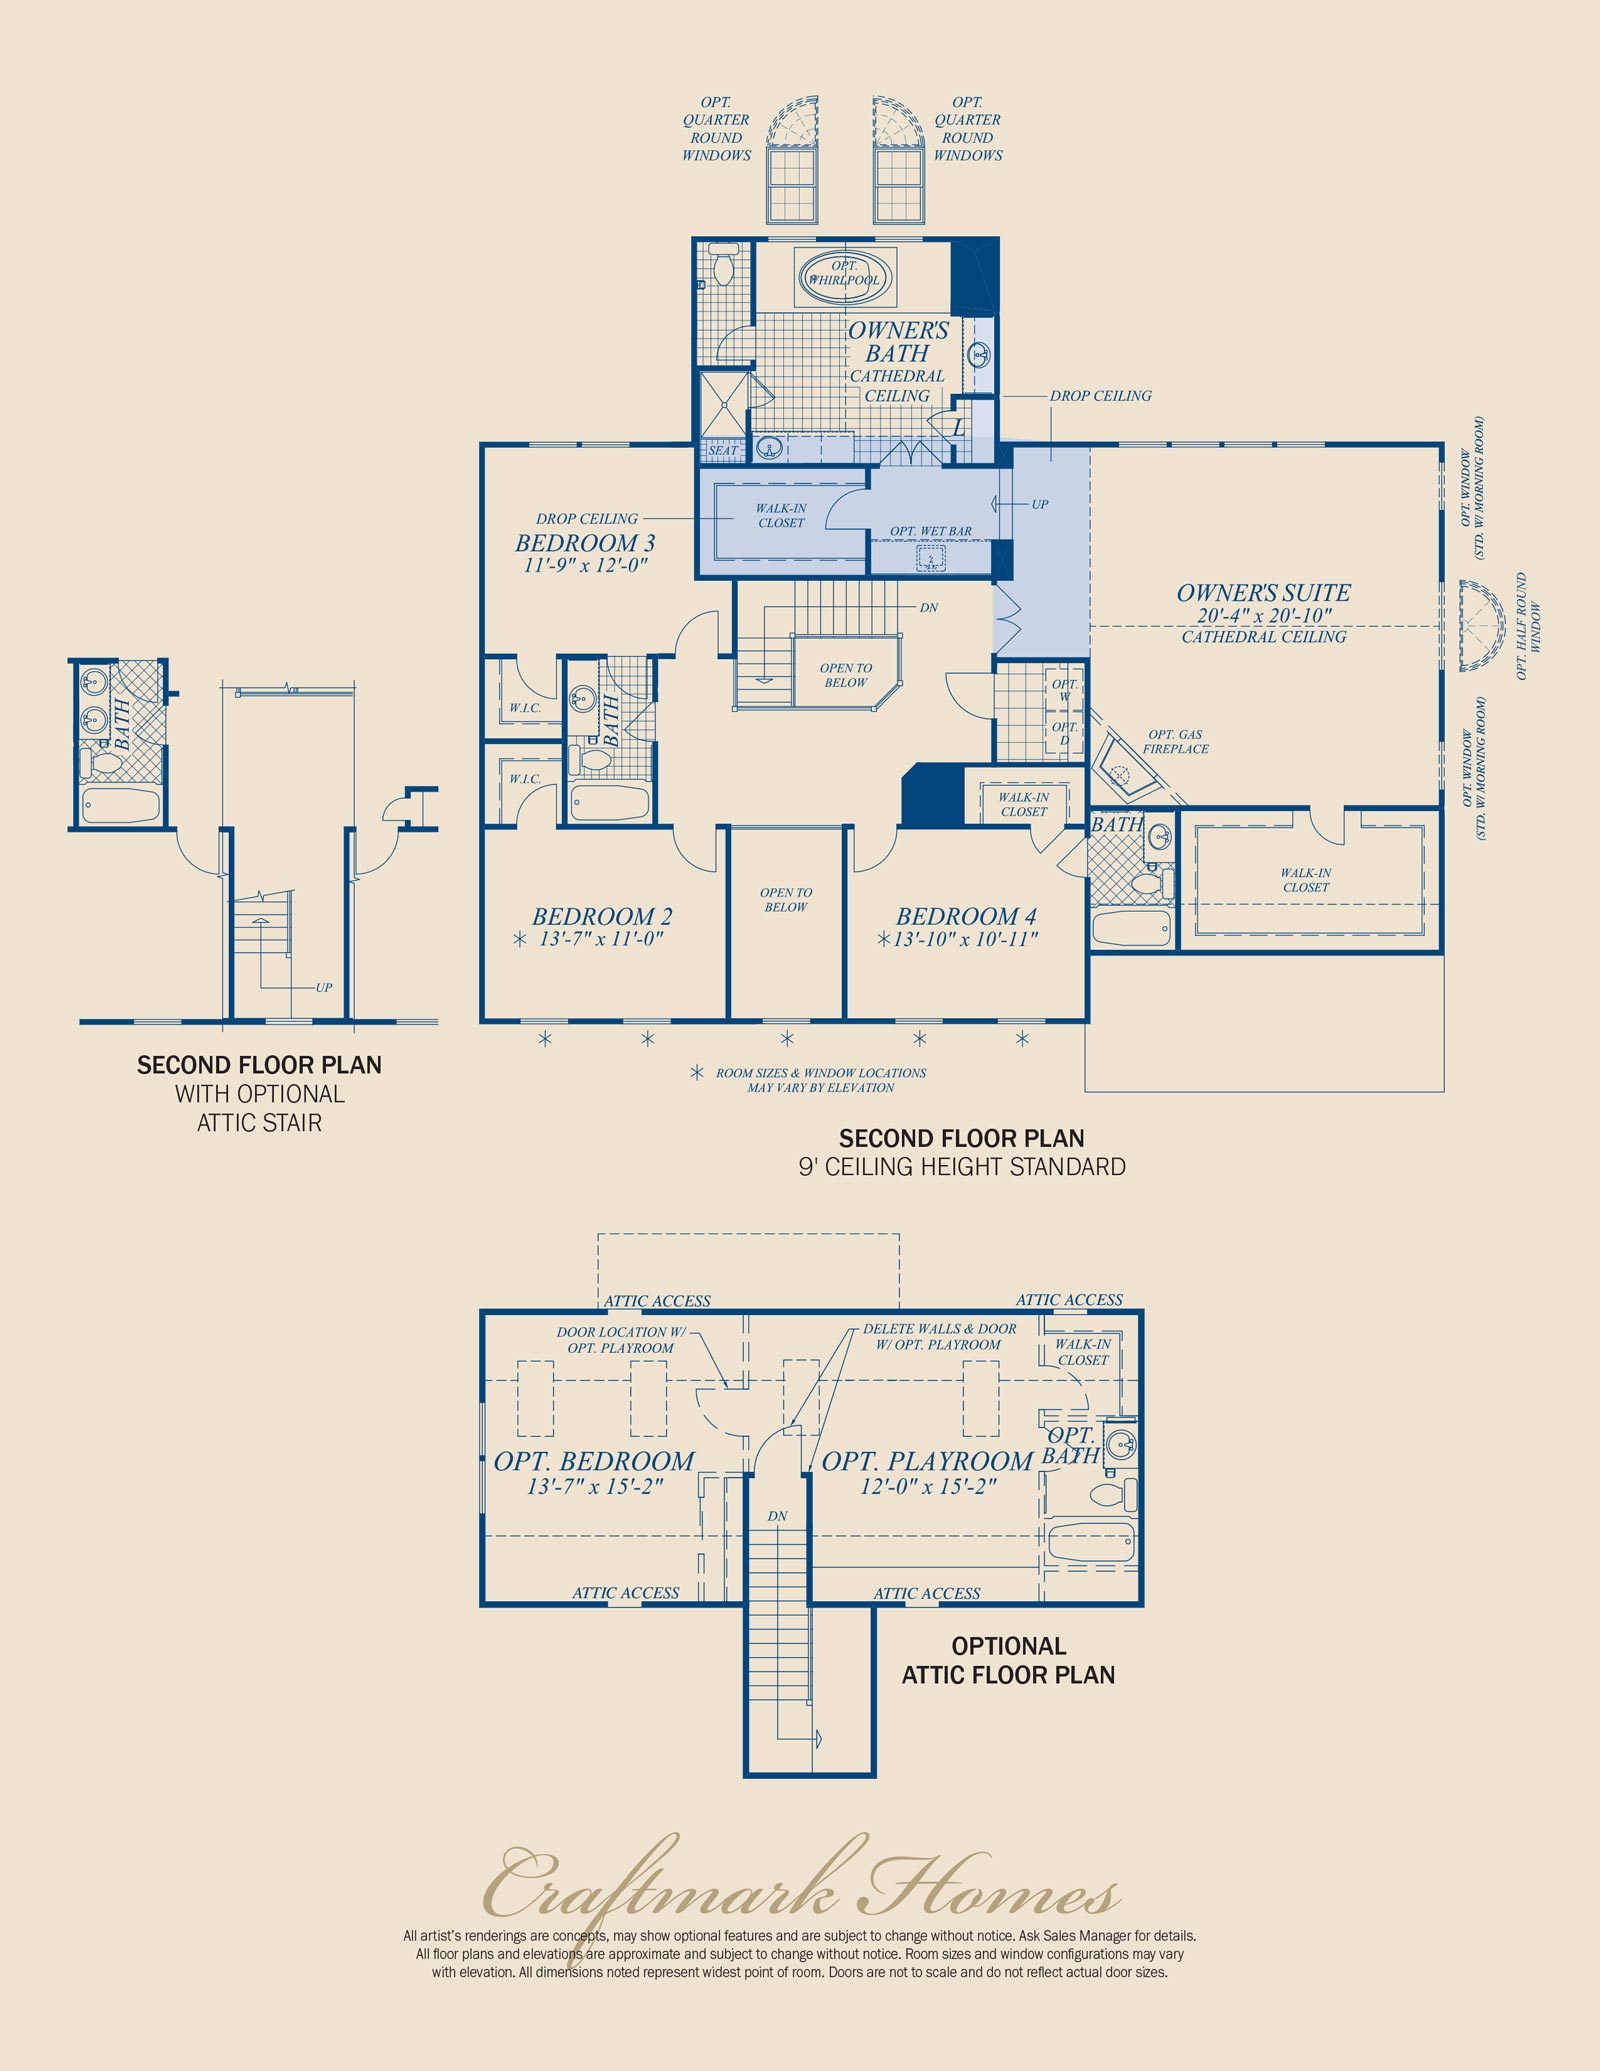 OPT.
QUARTER
ROUND
WINDOWS
OPT.
QUARTER
ROUND
WINDOWS
OPT.
WHIRLPOOL
OWNER'S
BATH
CATHEDRAL
CEILING
DROP CEILING
L
SEAT
OPT. WINDOW
(STD. W/ MORNING ROOM)
WALK-IN
CLOSET
UP
DROP CEILING
OPT. WET BAR
BEDROOM 3
11'-9" x 12'-0"
OWNER'S SUITE
20'-4" x 20'-10"
CATHEDRAL CEILING
OPT. HALF ROUND
WINDOW
DN
OPEN TO
BELOW
OPT.
W
OPT.
D
W.I.C.
BATH
BATH
OPT. GAS
FIREPLACE
OPT. WINDOW
(STD. W/ MORNING ROOM)
W.I.C.
WALK-IN
CLOSET
BATH
WALK-IN
CLOSET
OPEN TO
BELOW
BEDROOM 2
* 13'-7" x 11'-0"
BEDROOM 4
*13'-10" x 10'-11"
UP
* * * * *
* ROOM SIZES & WINDOW LOCATIONS
MAY VARY BY ELEVATION
SECOND FLOOR PLAN
WITH OPTIONAL
ATTIC STAIR
SECOND FLOOR PLAN
9' CEILING HEIGHT STANDARD
ATTIC ACCESS
ATTIC ACCESS
DOOR LOCATION W/
OPT. PLAYROOM
DELETE WALLS & DOOR
W/ OPT. PLAYROOM
WALK-IN
CLOSET
OPT. BEDROOM
13'-7" x 15'-2"
OPT. PLAYROOM
12'-0" x 15'-2"
OPT.
BATH
DN
ATTIC ACCESS
ATTIC ACCESS
OPTIONAL
ATTIC FLOOR PLAN
Craftmark Homes
All artist's renderings are concepts, may show optional features and are subject to change without notice. Ask Sales Manager for details.
All floor plans and elevations are approximate and subject to change without notice. Room sizes and window configurations may vary
with elevation. All dimensions noted represent widest point of room. Doors are not to scale and do not reflect actual door sizes.